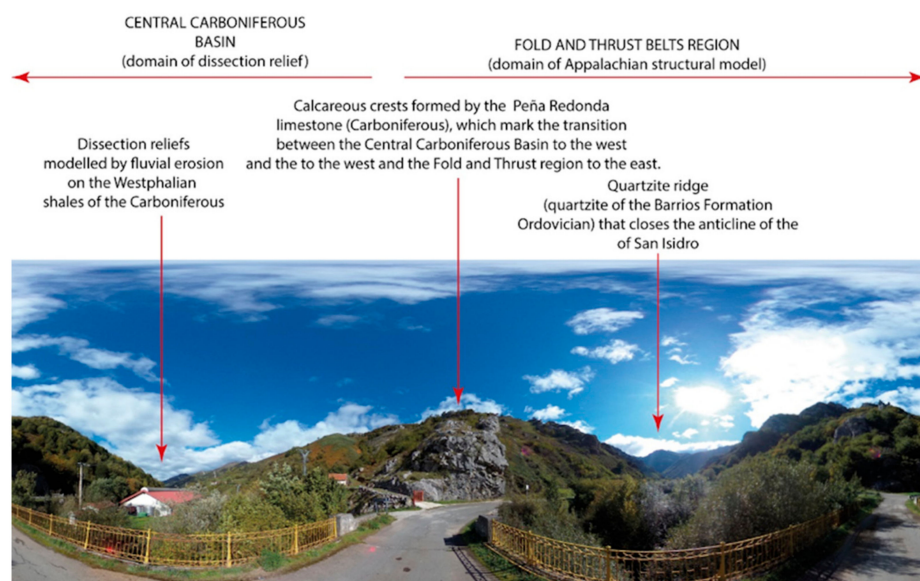 CENTRAL CARBONIFEROUS
BASIN
(domain of dissection relief)
FOLD AND THRUST BELTS REGION
(domain of Appalachian structural model)
Calcareous crests formed by the Peña Redonda
limestone (Carboniferous), which mark the transition
between the Central Carboniferous Basin to the west
and the to the west and the Fold and Thrust region to the east.
Dissection reliefs
modelled by fluvial erosion
on the Westphalian
shales of the Carboniferous
Quartzite ridge
(quartzite of the Barrios Formation
Ordovician) that closes the anticline of the
of San Isidro